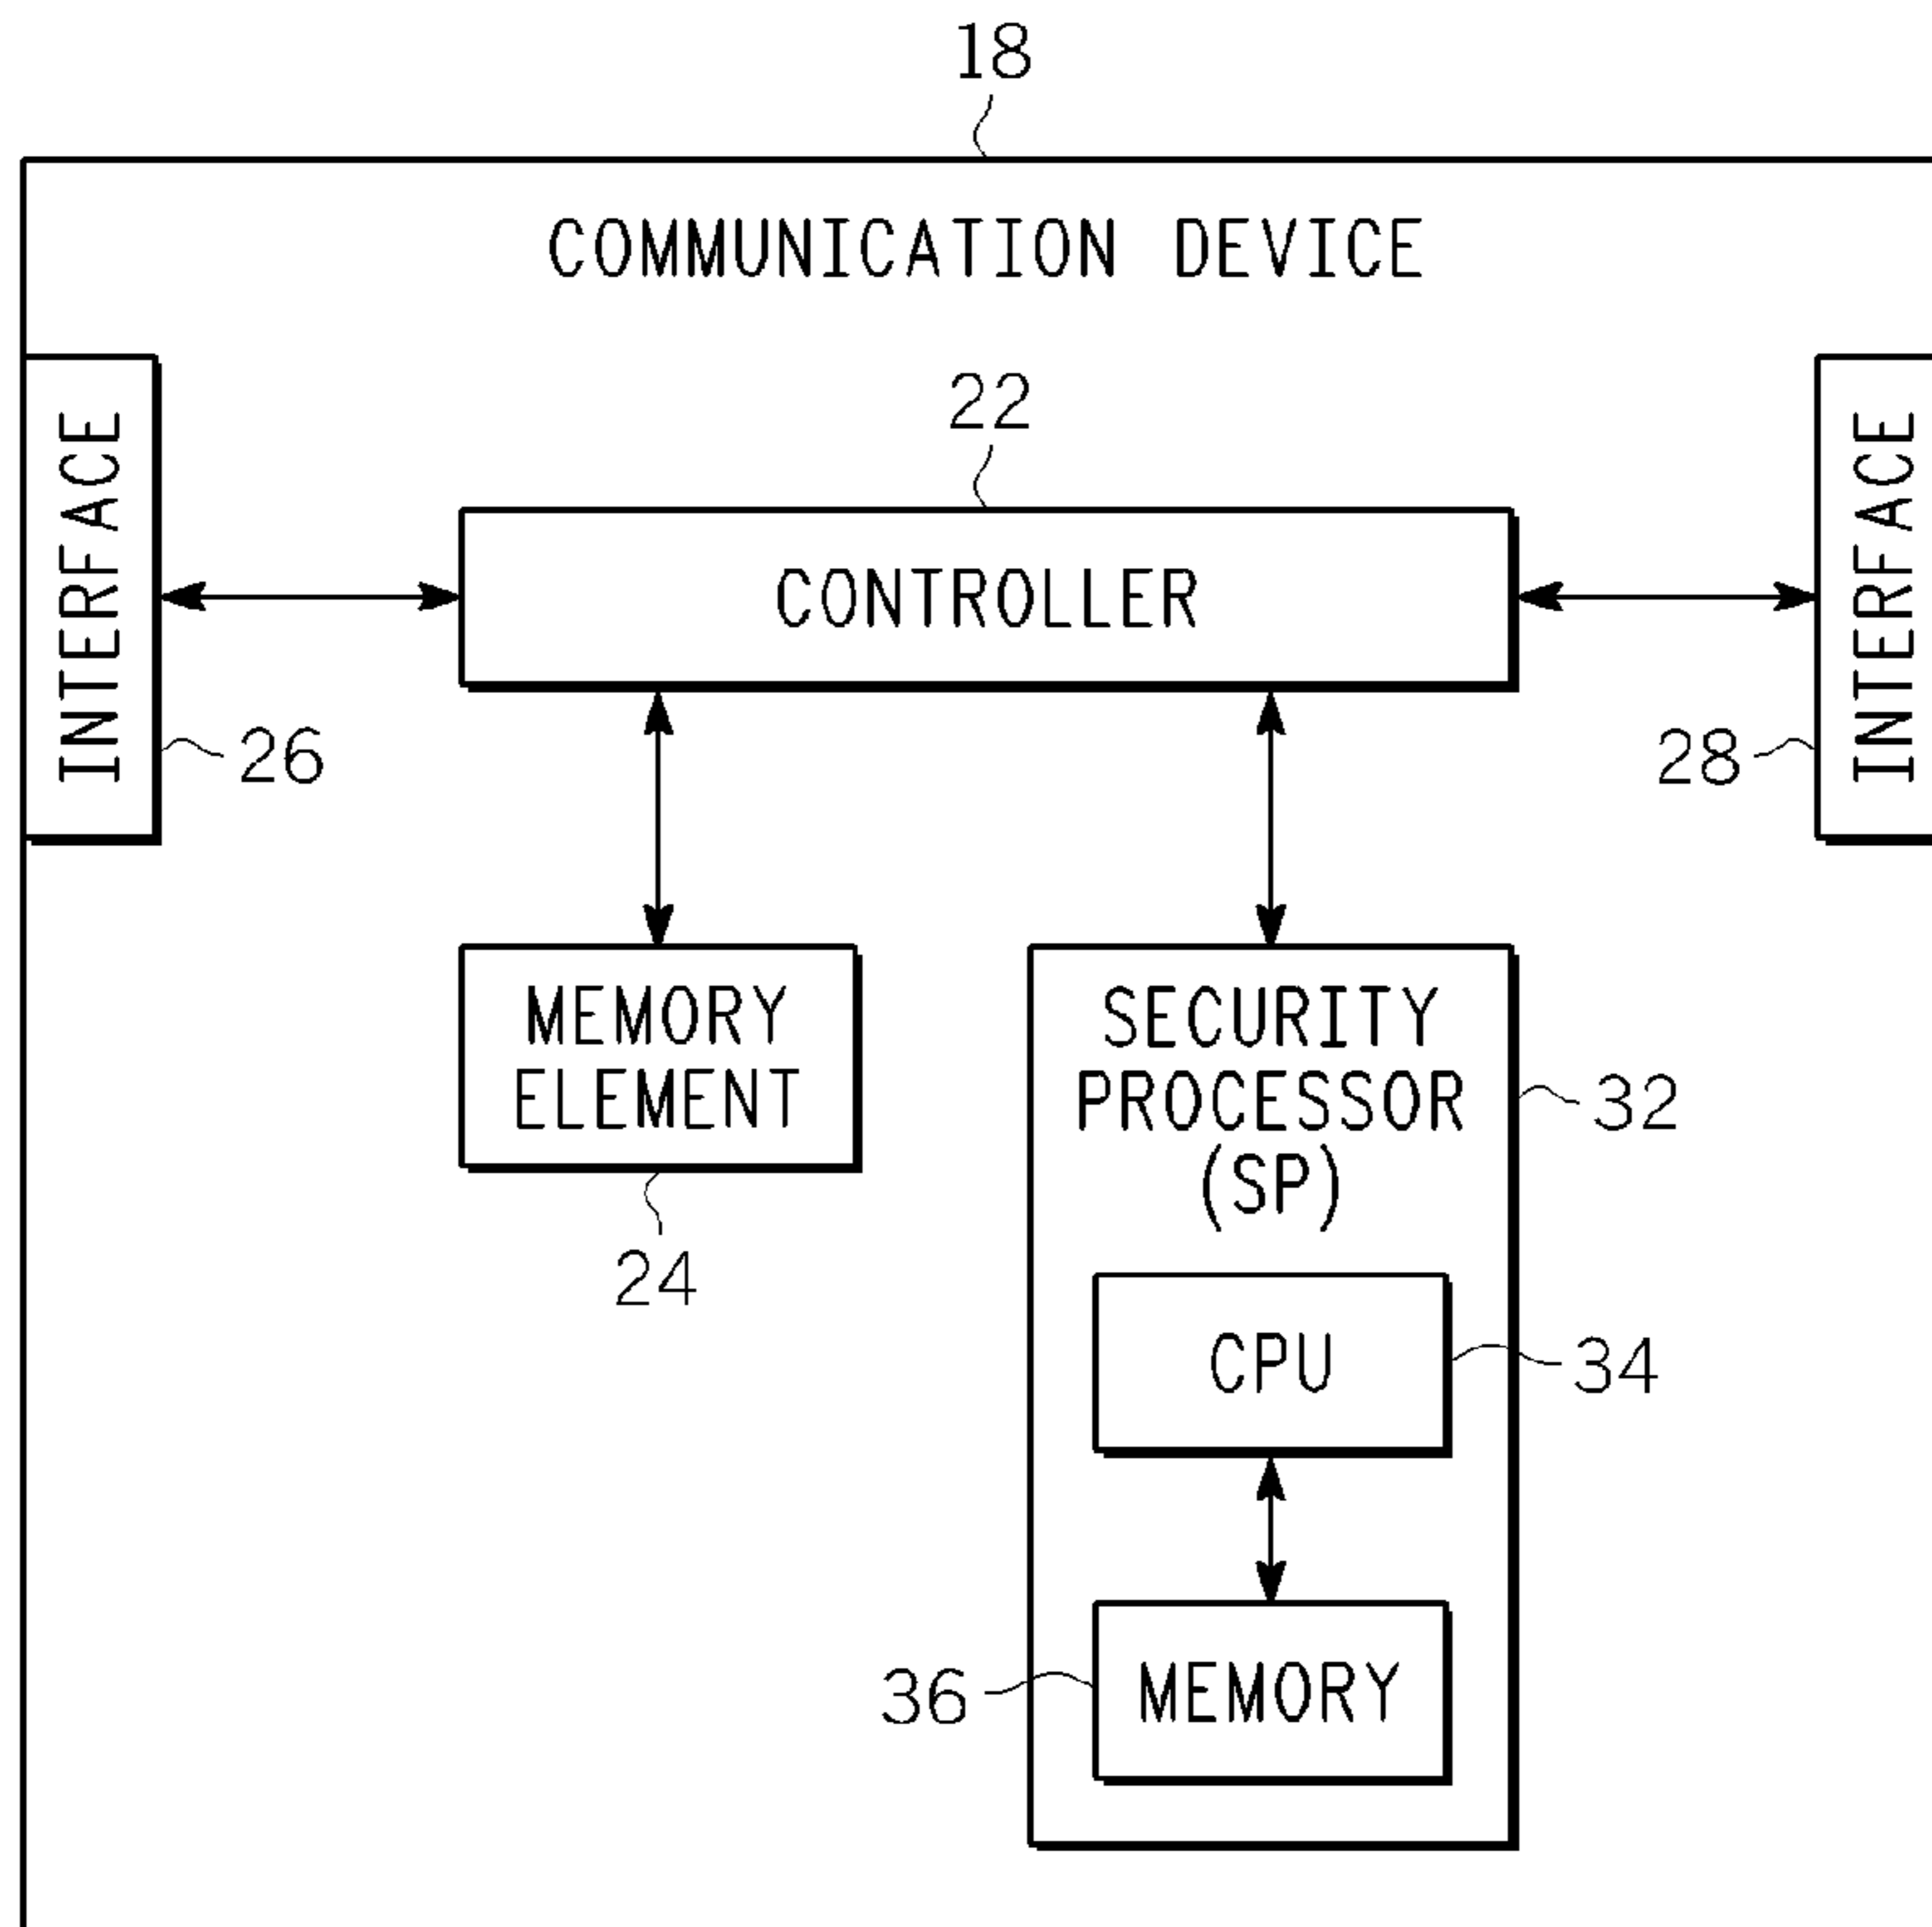 18
COMMUNICATION DEVICE
22
INTERFACE
CONTROLLER
INTERFACE
26
28
MEMORY
ELEMENT
24
SECURITY
PROCESSOR
(SP)
32
CPU
34
36
MEMORY